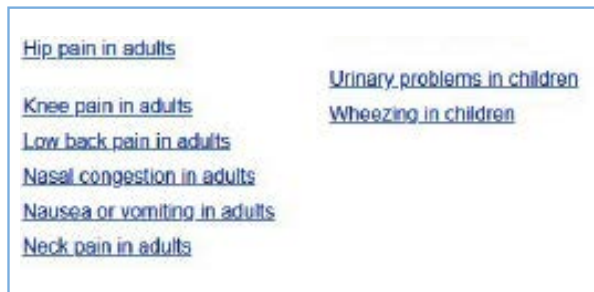 Hip pain in adults
Knee pain in adults
Low back pain in adults
Nasal congestion in adults
Nausea or vomiting in adults
Neck pain in adults
Urinary problems in children
Wheezing in children